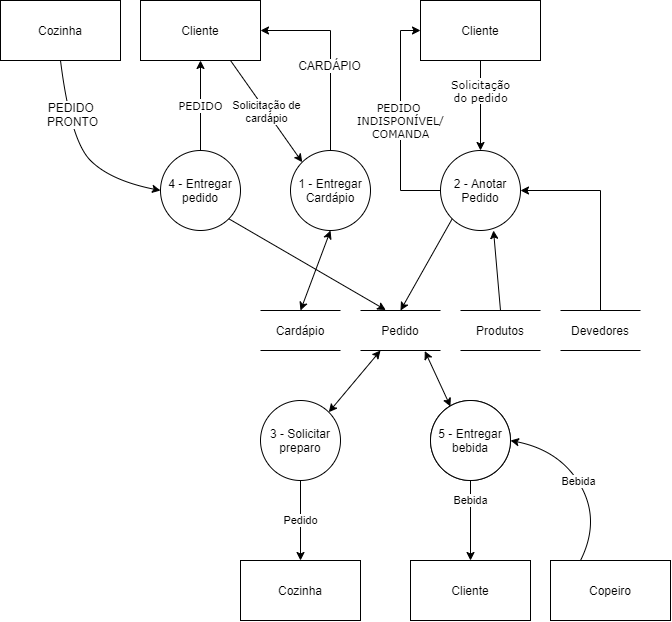 Cozinha
Cliente
Cliente
CARDÁPIO
Solicitação
do pedido
PEDIDO
PRONTO
PEDIDO
Solicitação de
cardápio
PEDIDO
INDISPONÍVEL/
COMANDA
4 - Entregar
pedido
1 - Entregar
Cardápio
2 - Anotar
Pedido
Cardápio
Pedido
Produtos
Devedores
3 - Solicitar
preparo
5 - Entregar
bebida
Bebida
Bebida
Pedido
Cozinha
Cliente
Copeiro